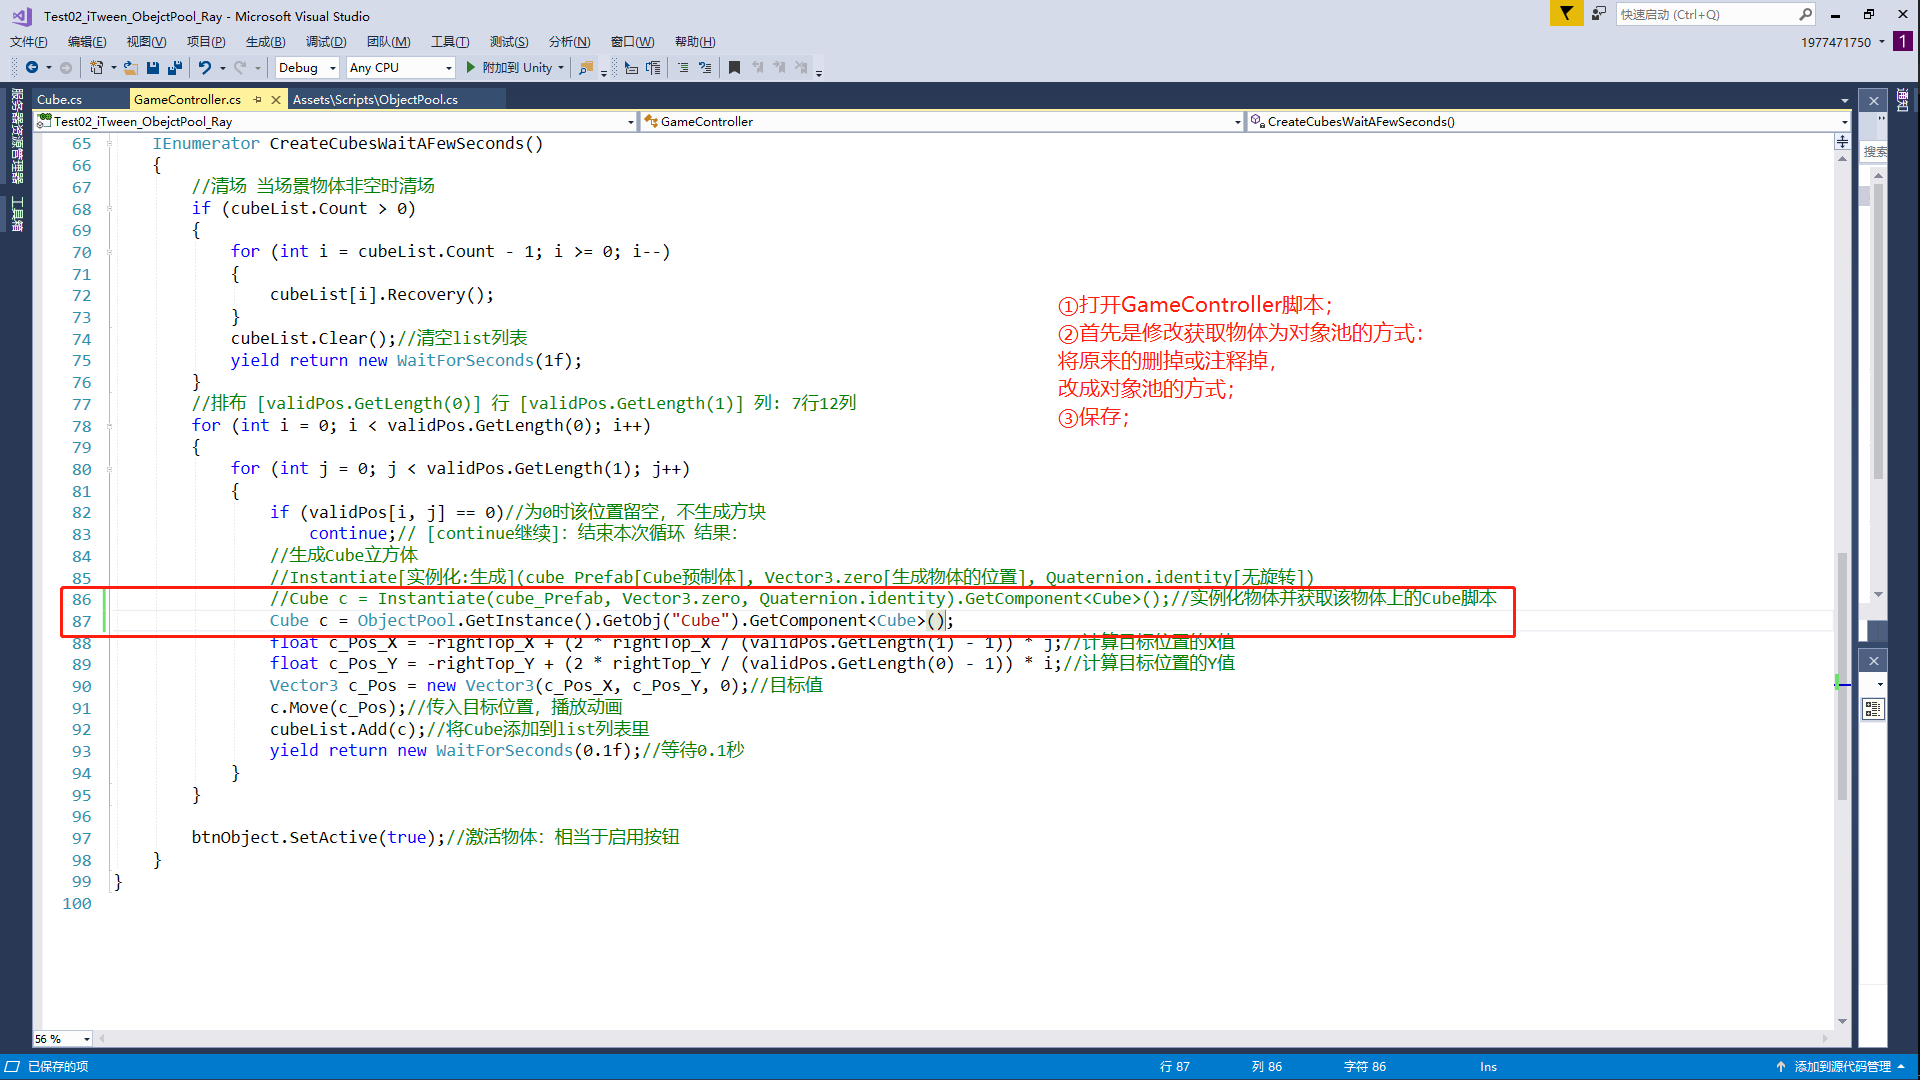 Test02_iTween_ObejctPool_Ray - Microsoft Visual Studio
快速启动 (Ctrl+Q)
文件(F) 编辑(E) 视图(V) 项目(P) 生成(B) 调试(D) 团队(M) 工具(T) 测试(S) 分析(N) 窗口(W) 帮助(H)
1977471750 1
Debug Any CPU 附加到 Unity
服务器资源管理器
工具箱
Cube.cs GameController.cs Assets\Scripts\ObjectPool.cs
通知
Test02_iTween_ObejctPool_Ray GameController CreateCubesWaitAFewSeconds()
搜索
65 IEnumerator CreateCubesWaitAFewSeconds()
66 {
67 //清场 当场景物体非空时清场
68 if (cubeList.Count > 0)
69 {
70 for (int i = cubeList.Count - 1; i >= 0; i--)
71 {
72 cubeList[i].Recovery();
73 }
74 cubeList.Clear();//清空list列表
75 yield return new WaitForSeconds(1f);
76 }
77 //排布 [validPos.GetLength(0)] 行 [validPos.GetLength(1)] 列: 7行12列
78 for (int i = 0; i < validPos.GetLength(0); i++)
79 {
80 for (int j = 0; j < validPos.GetLength(1); j++)
81 {
82 if (validPos[i, j] == 0)//为0时该位置留空，不生成方块
83 continue;// [continue继续]：结束本次循环 结果：
84 //生成Cube立方体
85 //Instantiate[实例化:生成](cube_Prefab[Cube预制体], Vector3.zero[生成物体的位置], Quaternion.identity[无旋转])
86 //Cube c = Instantiate(cube_Prefab, Vector3.zero, Quaternion.identity).GetComponent<Cube>();//实例化物体并获取该物体上的Cube脚本
87 Cube c = ObjectPool.GetInstance().GetObj("Cube").GetComponent<Cube>();
88 float c_Pos_X = -rightTop_X + (2 * rightTop_X / (validPos.GetLength(1) - 1)) * j;//计算目标位置的X值
89 float c_Pos_Y = -rightTop_Y + (2 * rightTop_Y / (validPos.GetLength(0) - 1)) * i;//计算目标位置的Y值
90 Vector3 c_Pos = new Vector3(c_Pos_X, c_Pos_Y, 0);//目标值
91 c.Move(c_Pos);//传入目标位置，播放动画
92 cubeList.Add(c);//将Cube添加到list列表里
93 yield return new WaitForSeconds(0.1f);//等待0.1秒
94 }
95 }
96
97 btnObject.SetActive(true);//激活物体：相当于启用按钮
98 }
99 }
100
①打开GameController脚本；
②首先是修改获取物体为对象池的方式：
将原来的删掉或注释掉，
改成对象池的方式；
③保存；
56 %
已保存的项 行 87 列 86 字符 86 Ins 添加到源代码管理